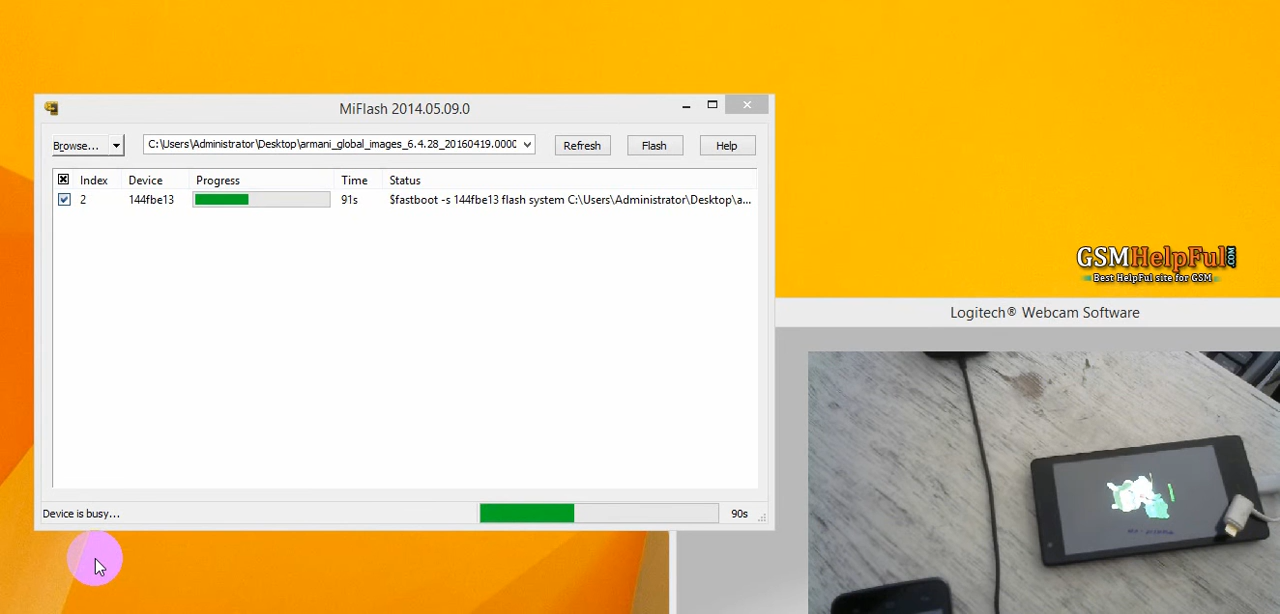 MiFlash 2014.05.09.0
Browse... C:\Users\Administrator\Desktop\armani_global_images_6.4.28_20160419.000C Refresh Flash Help
Index Device Progress Time Status
2 144fbe13 91s $fastboot -s 144fbe13 flash system C:\Users\Administrator\Desktop\a...
Device is busy... 90s
GSMHelpFul.COM
Best HelpFul site for GSM
Logitech® Webcam Software